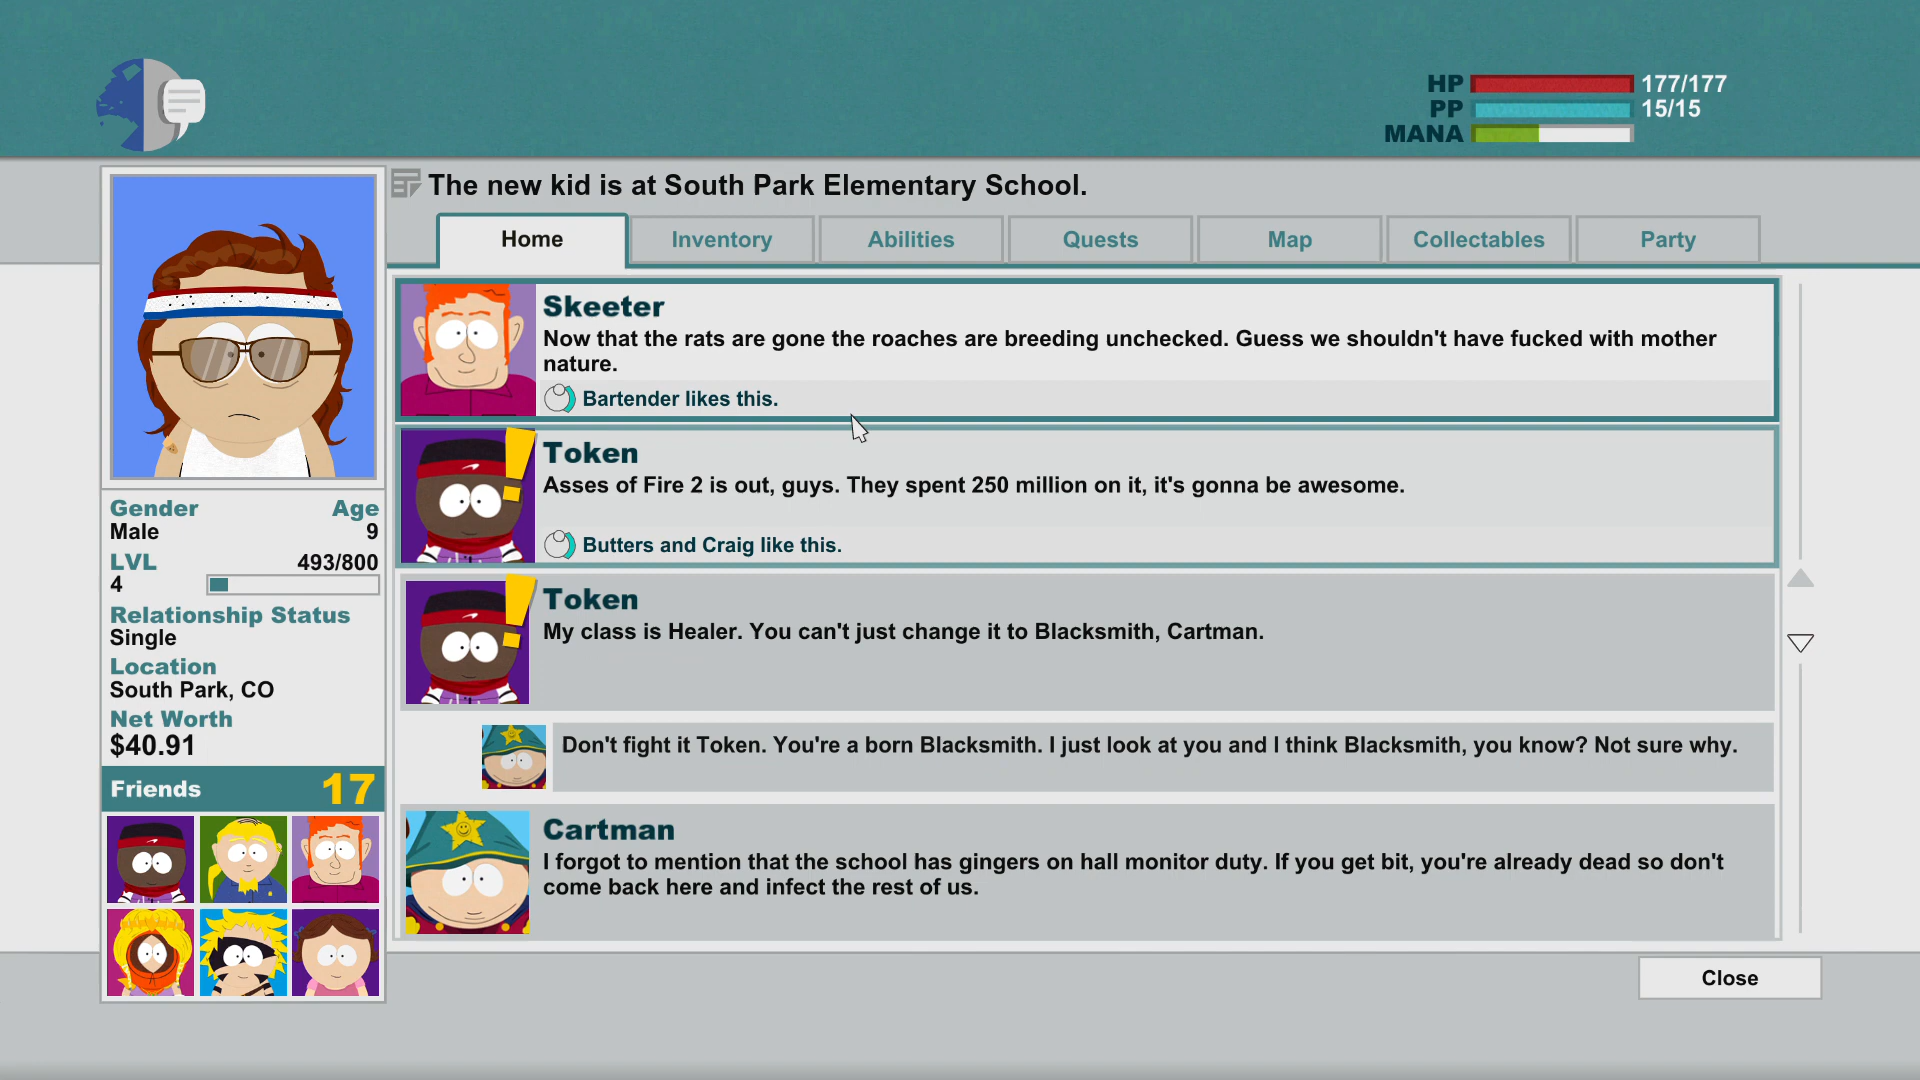 HP 177/177
PP 15/15
MANA
The new kid is at South Park Elementary School.
Home Inventory Abilities Quests Map Collectables Party
Gender Age
Male 9
LVL 493/800
4
Relationship Status
Single
Location
South Park, CO
Net Worth
$40.91
Friends 17
Skeeter
Now that the rats are gone the roaches are breeding unchecked. Guess we shouldn't have fucked with mother
nature.
Bartender likes this.
Token
Asses of Fire 2 is out, guys. They spent 250 million on it, it's gonna be awesome.
Butters and Craig like this.
Token
My class is Healer. You can't just change it to Blacksmith, Cartman.
Don't fight it Token. You're a born Blacksmith. I just look at you and I think Blacksmith, you know? Not sure why.
Cartman
I forgot to mention that the school has gingers on hall monitor duty. If you get bit, you're already dead so don't
come back here and infect the rest of us.
Close